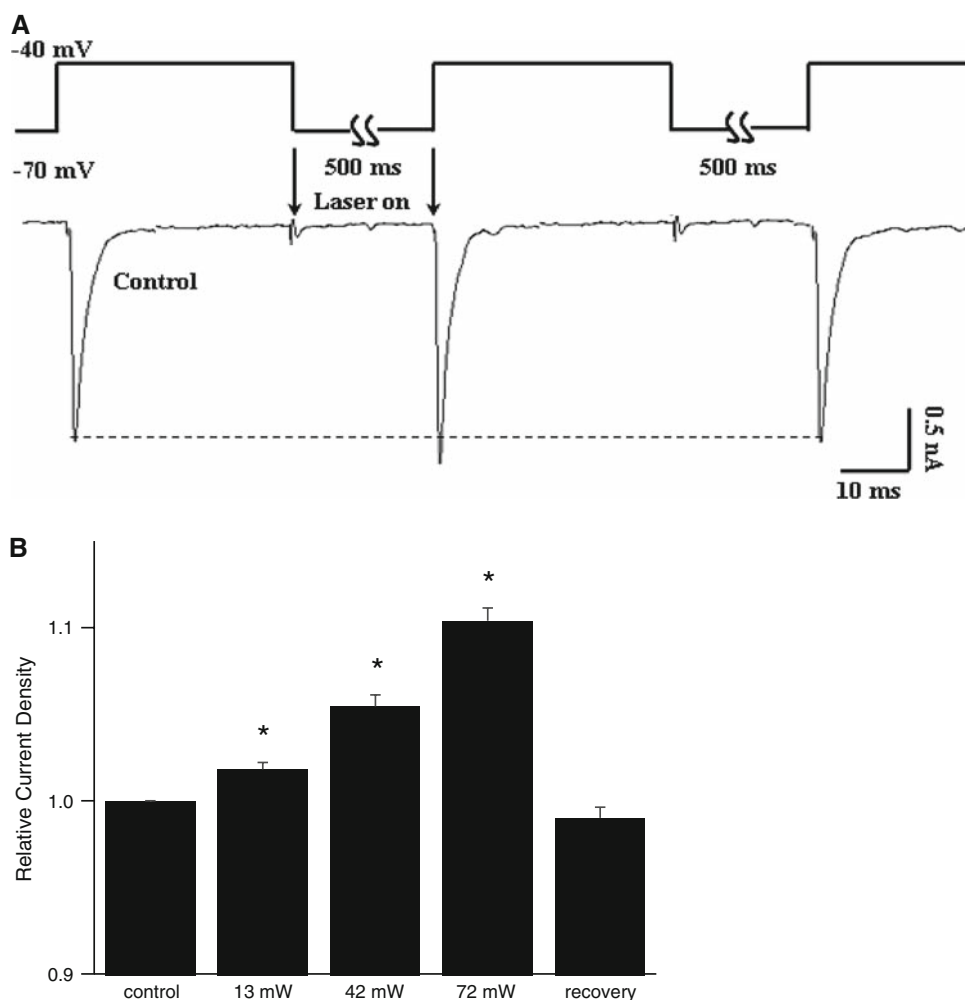 A
-40 mV
-70 mV
500 ms
500 ms
Laser on
Control
0.5 nA
10 ms
B
Relative Current Density
1.1
1.0
0.9
*
*
*
control 13 mW 42 mW 72 mW recovery